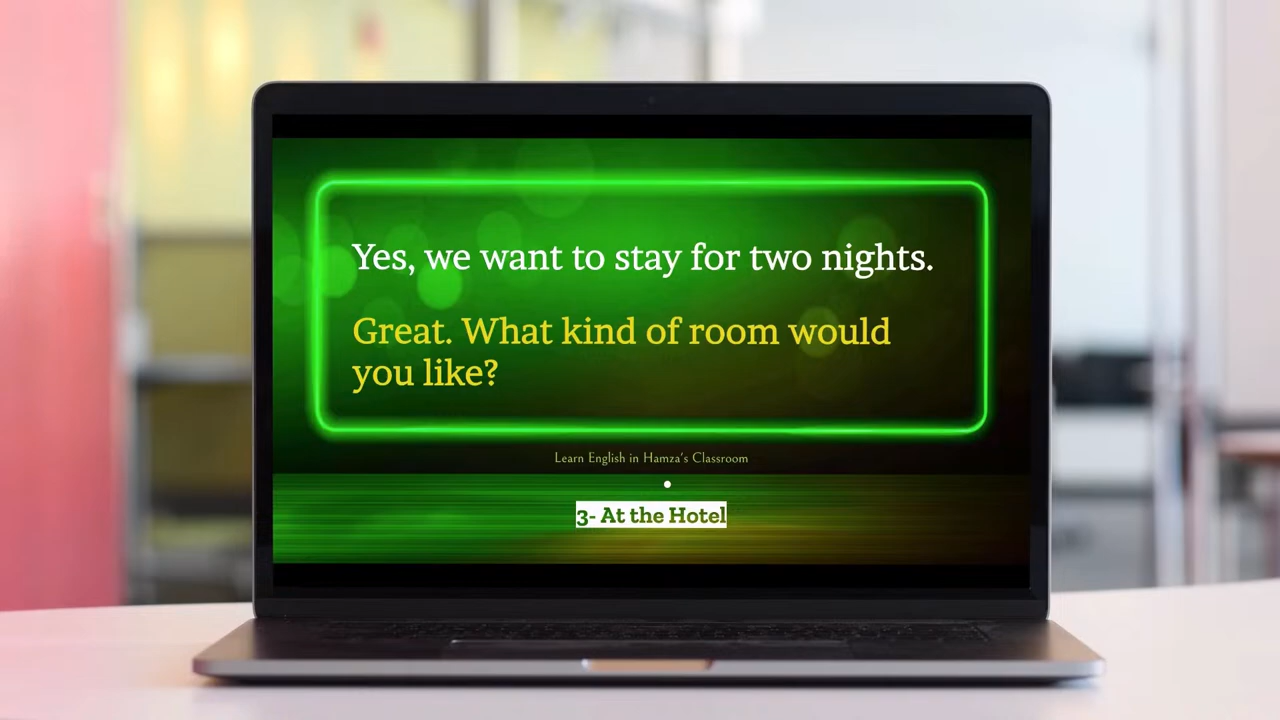 Yes, we want to stay for two nights.
Great. What kind of room would
you like?
Learn English in Hamza's Classroom
3- At the Hotel